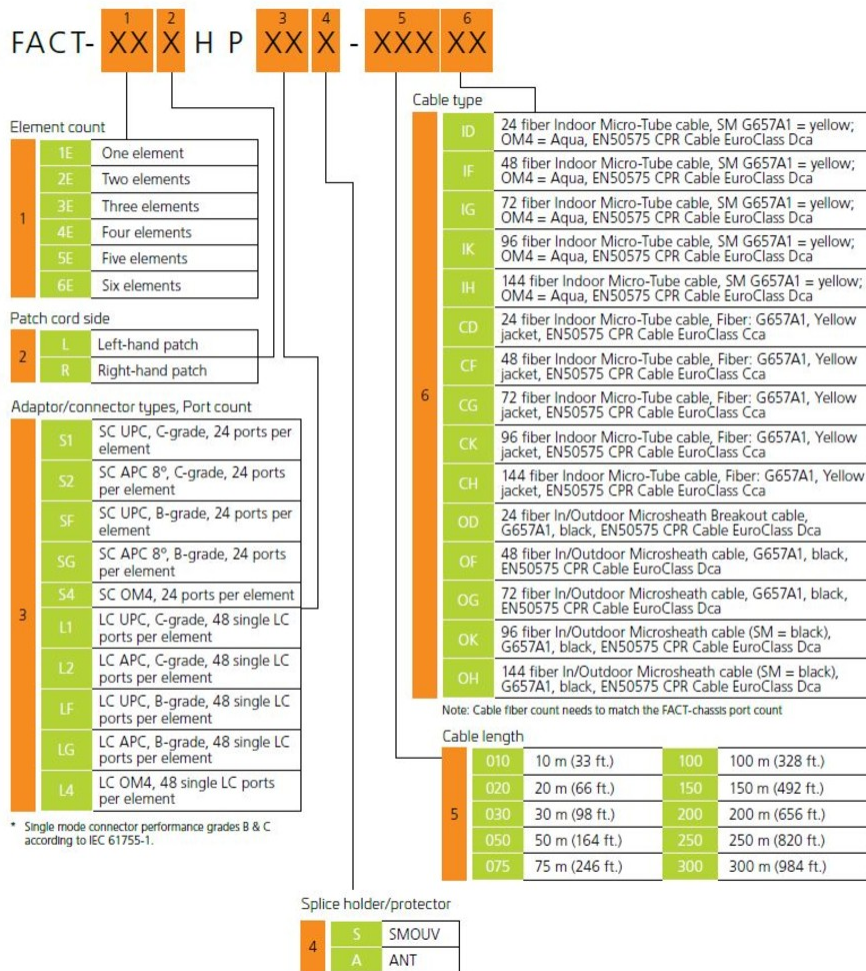 1 2 3 4 5 6
FACT- XX X H P XX X - XXX XX
Element count
1
1E One element
2E Two elements
3E Three elements
4E Four elements
5E Five elements
6E Six elements
Patch cord side
2
L Left-hand patch
R Right-hand patch
Adaptor/connector types, Port count
3
S1 SC UPC, C-grade, 24 ports per
element
S2 SC APC 8º, C-grade, 24 ports
per element
SF SC UPC, B-grade, 24 ports per
element
SG SC APC 8º, B-grade, 24 ports
per element
S4 SC OM4, 24 ports per element
L1 LC UPC, C-grade, 48 single LC
ports per element
L2 LC APC, C-grade, 48 single LC
ports per element
LF LC UPC, B-grade, 48 single LC
ports per element
LG LC APC, B-grade, 48 single LC
ports per element
L4 LC OM4, 48 single LC ports
per element
* Single mode connector performance grades B & C
according to IEC 61755-1.
Cable type
6
ID 24 fiber Indoor Micro-Tube cable, SM G657A1 = yellow;
OM4 = Aqua, EN50575 CPR Cable EuroClass Dca
IF 48 fiber Indoor Micro-Tube cable, SM G657A1 = yellow;
OM4 = Aqua, EN50575 CPR Cable EuroClass Dca
IG 72 fiber Indoor Micro-Tube cable, SM G657A1 = yellow;
OM4 = Aqua, EN50575 CPR Cable EuroClass Dca
IK 96 fiber Indoor Micro-Tube cable, SM G657A1 = yellow;
OM4 = Aqua, EN50575 CPR Cable EuroClass Dca
IH 144 fiber Indoor Micro-Tube cable, SM G657A1 = yellow;
OM4 = Aqua, EN50575 CPR Cable EuroClass Dca
CD 24 fiber Indoor Micro-Tube cable, Fiber: G657A1, Yellow
jacket, EN50575 CPR Cable EuroClass Cca
CF 48 fiber Indoor Micro-Tube cable, Fiber: G657A1, Yellow
jacket, EN50575 CPR Cable EuroClass Cca
CG 72 fiber Indoor Micro-Tube cable, Fiber: G657A1, Yellow
jacket, EN50575 CPR Cable EuroClass Cca
CK 96 fiber Indoor Micro-Tube cable, Fiber: G657A1, Yellow
jacket, EN50575 CPR Cable EuroClass Cca
CH 144 fiber Indoor Micro-Tube cable, Fiber: G657A1, Yellow
jacket, EN50575 CPR Cable EuroClass Cca
OD 24 fiber In/Outdoor Microsheath Breakout cable,
G657A1, black, EN50575 CPR Cable EuroClass Dca
OF 48 fiber In/Outdoor Microsheath cable, G657A1, black,
EN50575 CPR Cable EuroClass Dca
OG 72 fiber In/Outdoor Microsheath cable, G657A1, black,
EN50575 CPR Cable EuroClass Dca
OK 96 fiber In/Outdoor Microsheath cable (SM = black),
G657A1, black, EN50575 CPR Cable EuroClass Dca
OH 144 fiber In/Outdoor Microsheath cable (SM = black),
G657A1, black, EN50575 CPR Cable EuroClass Dca
Note: Cable fiber count needs to match the FACT-chassis port count
Cable length
5
010 10 m (33 ft.) 100 100 m (328 ft.)
020 20 m (66 ft.) 150 150 m (492 ft.)
030 30 m (98 ft.) 200 200 m (656 ft.)
050 50 m (164 ft.) 250 250 m (820 ft.)
075 75 m (246 ft.) 300 300 m (984 ft.)
Splice holder/protector
4
S SMOUV
A ANT